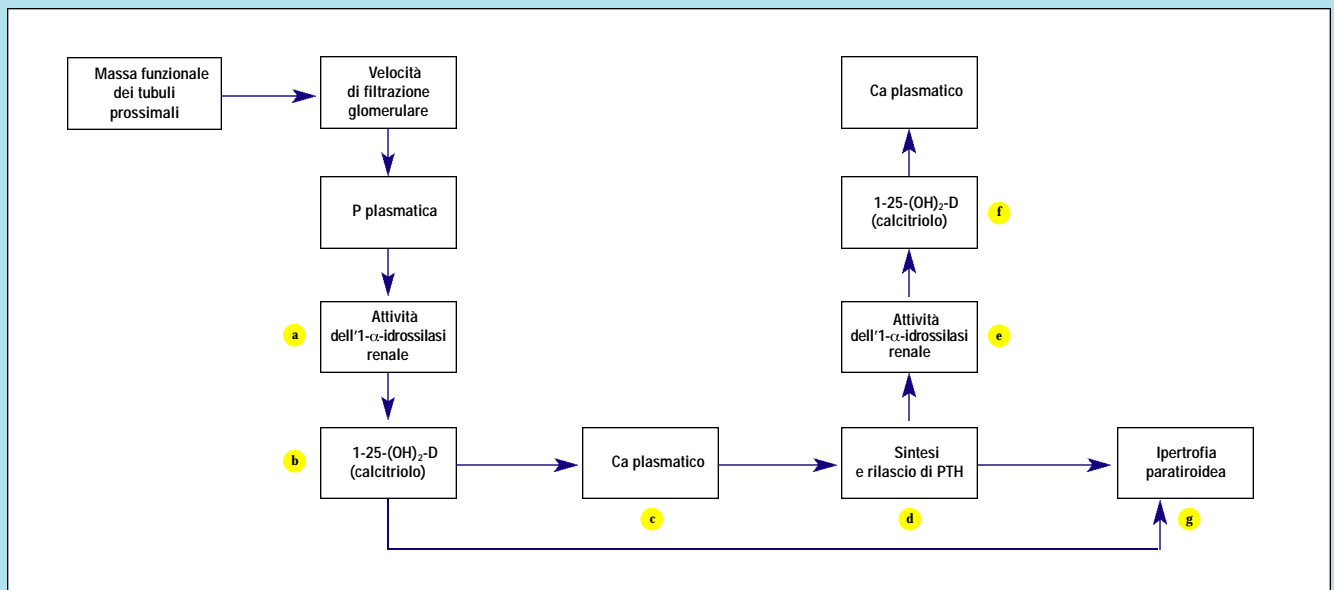 Massa funzionale
dei tubuli
prossimali
Velocità
di filtrazione
glomerulare
P plasmatica
a
Attività
dell'1-α-idrossilasi
renale
b
1-25-(OH)₂-D
(calcitriolo)
Ca plasmatico
c
Sintesi
e rilascio di PTH
d
Attività
dell'1-α-idrossilasi
renale
e
1-25-(OH)₂-D
(calcitriolo)
f
Ca plasmatico
Ipertrofia
paratiroidea
g